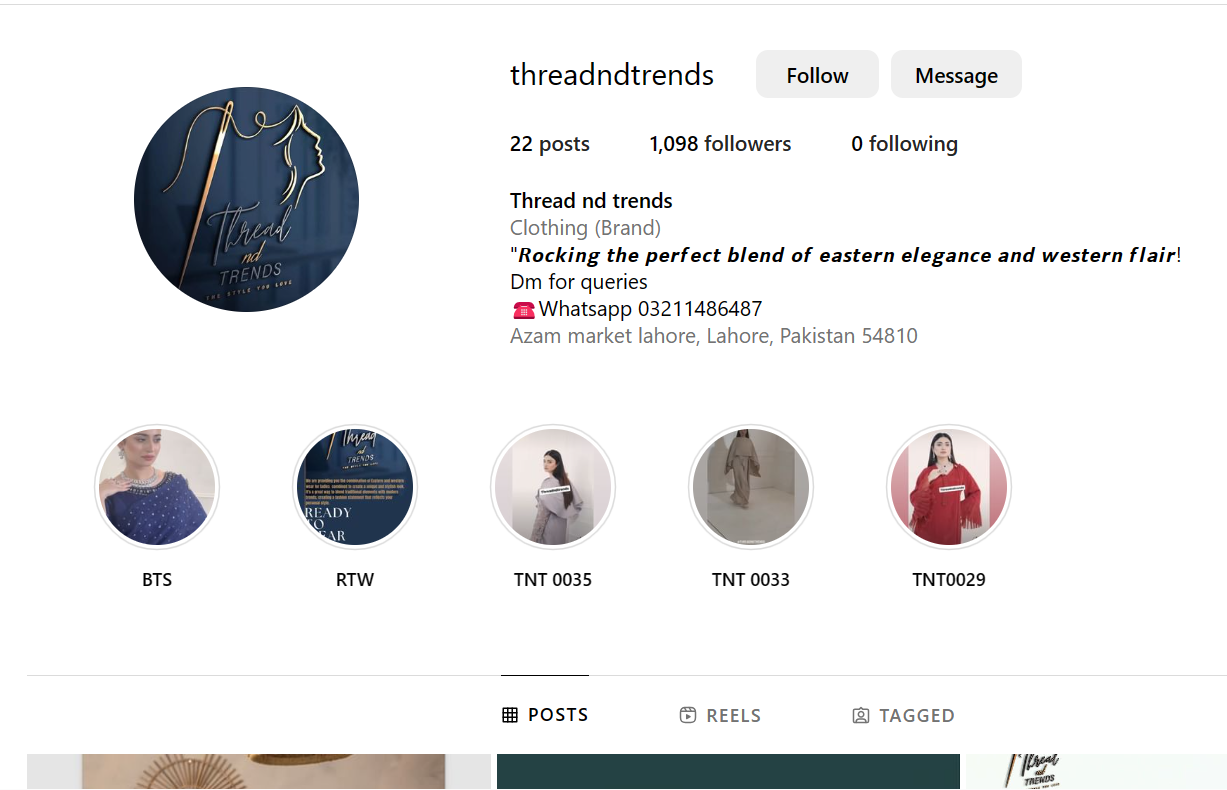 threadndtrends
Follow
Message
22 posts
1,098 followers
0 following
Thread nd trends
Clothing (Brand)
"Rocking the perfect blend of eastern elegance and western flair!
Dm for queries
☎️Whatsapp 03211486487
Azam market lahore, Lahore, Pakistan 54810
Thread
nd
TRENDS
THE STYLE YOU LOVE
Thread
nd
TRENDS
READY
TO
BTS
RTW
TNT 0035
TNT 0033
TNT0029
POSTS
REELS
TAGGED
Thread
nd
TRENDS